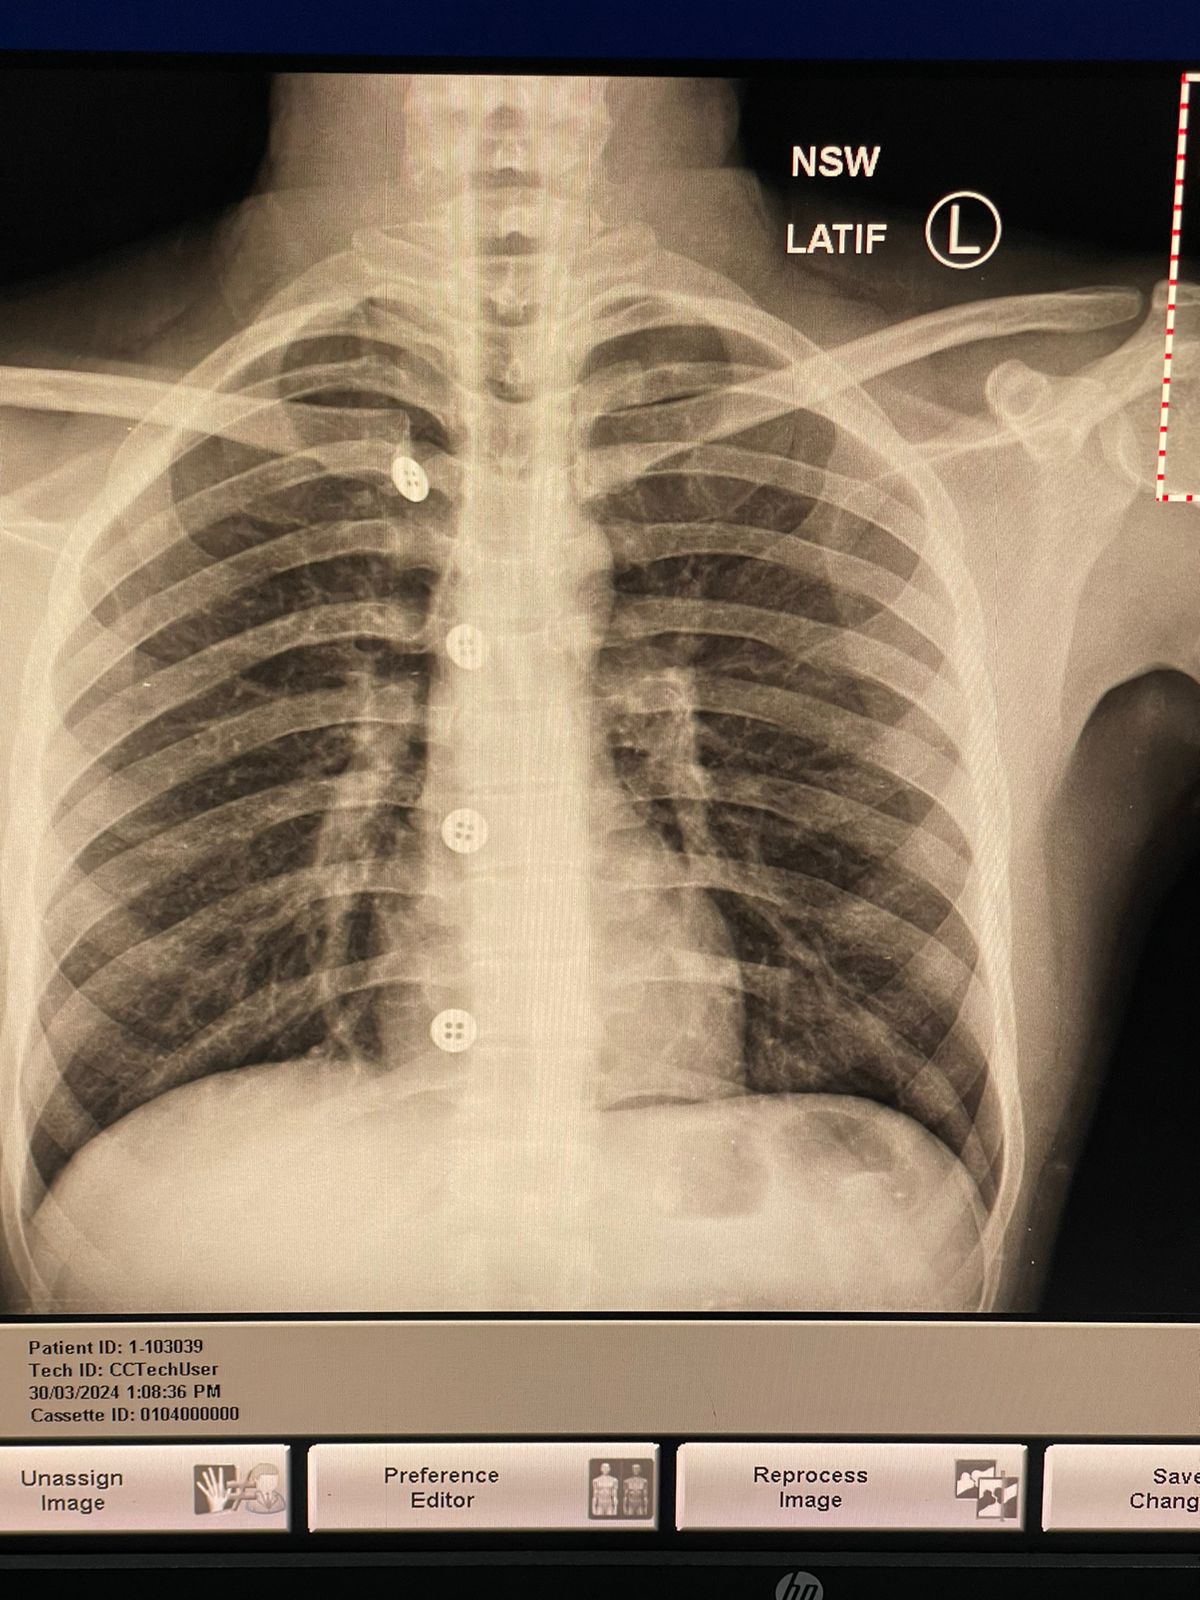 NSW
LATIF L
Patient ID: 1-103039
Tech ID: CCTechUser
30/03/2024 1:08:36 PM
Cassette ID: 0104000000
Unassign
Image
Preference
Editor
Reprocess
Image
Save
Chang
hp